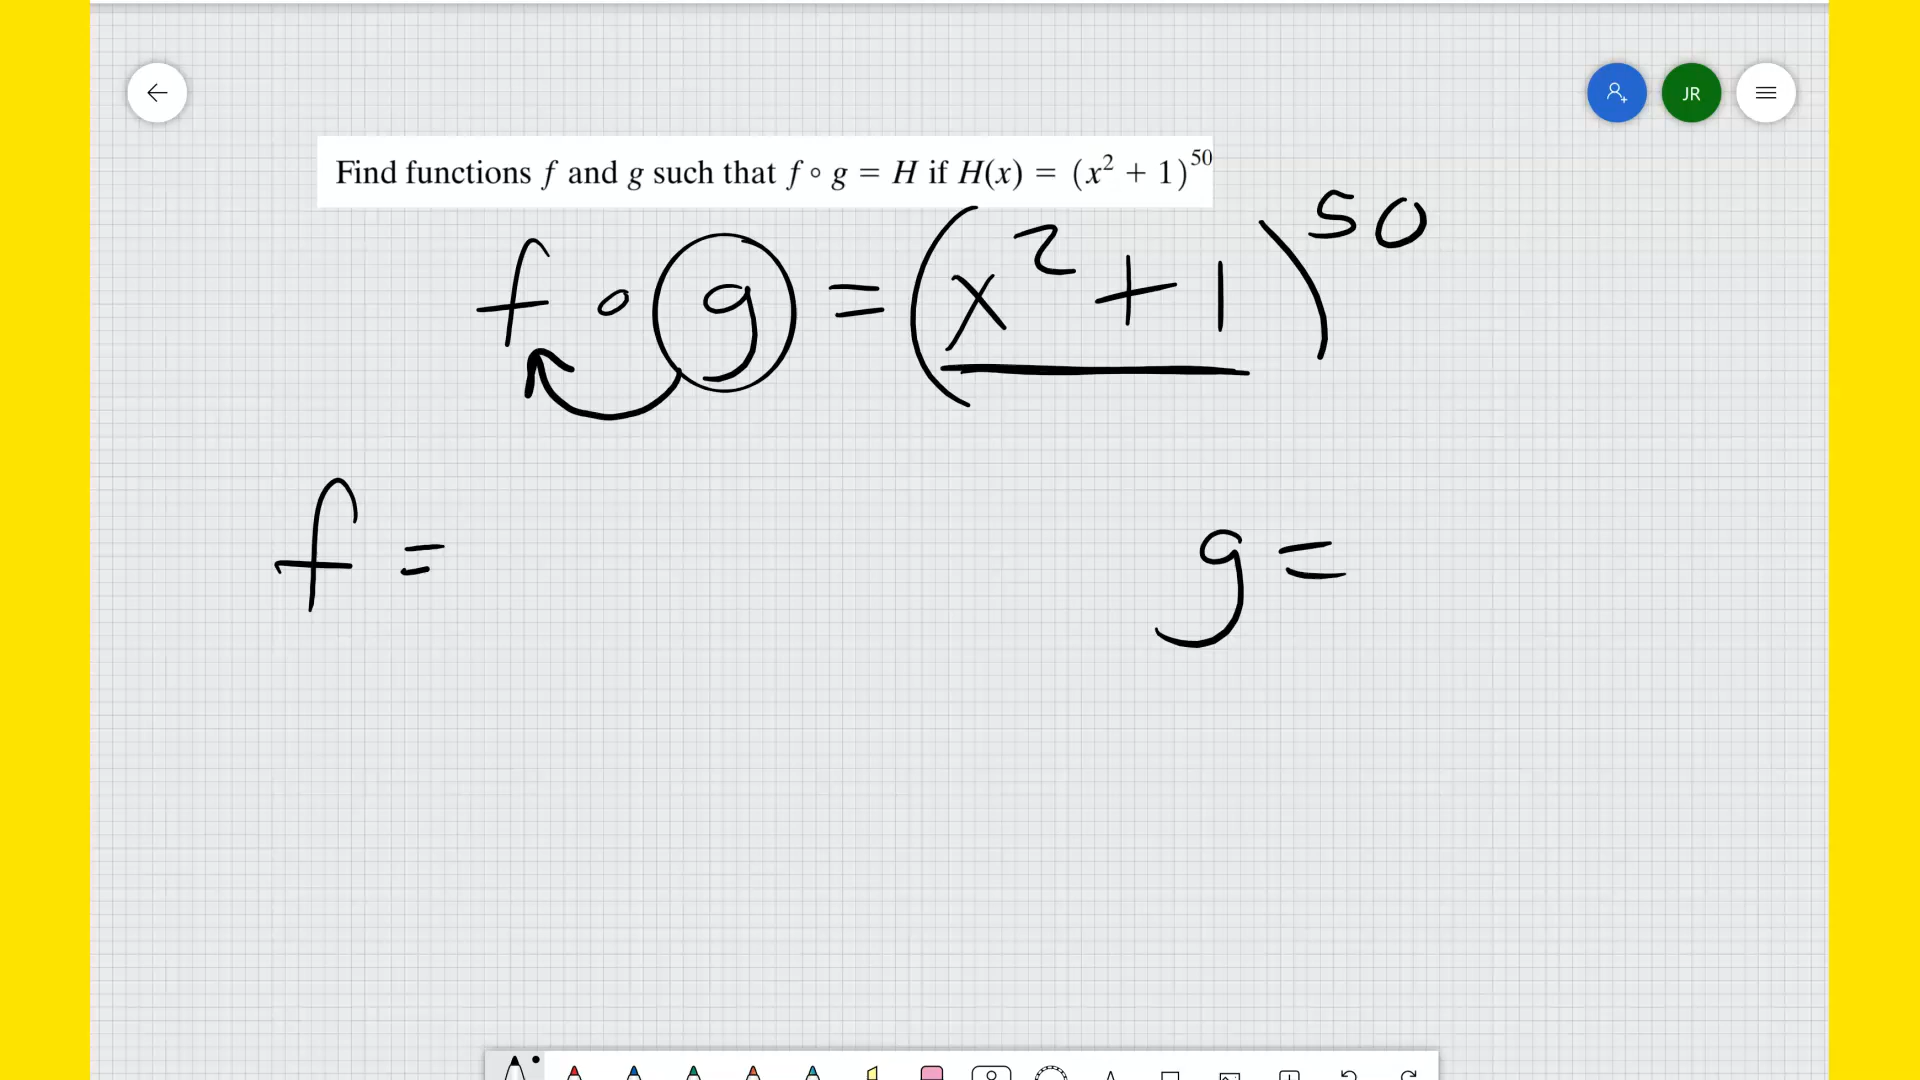 JR
Find functions f and g such that f ∘ g = H if H(x) = (x² + 1)⁵⁰
f ∘ g = (x² + 1)⁵⁰
f =
g =